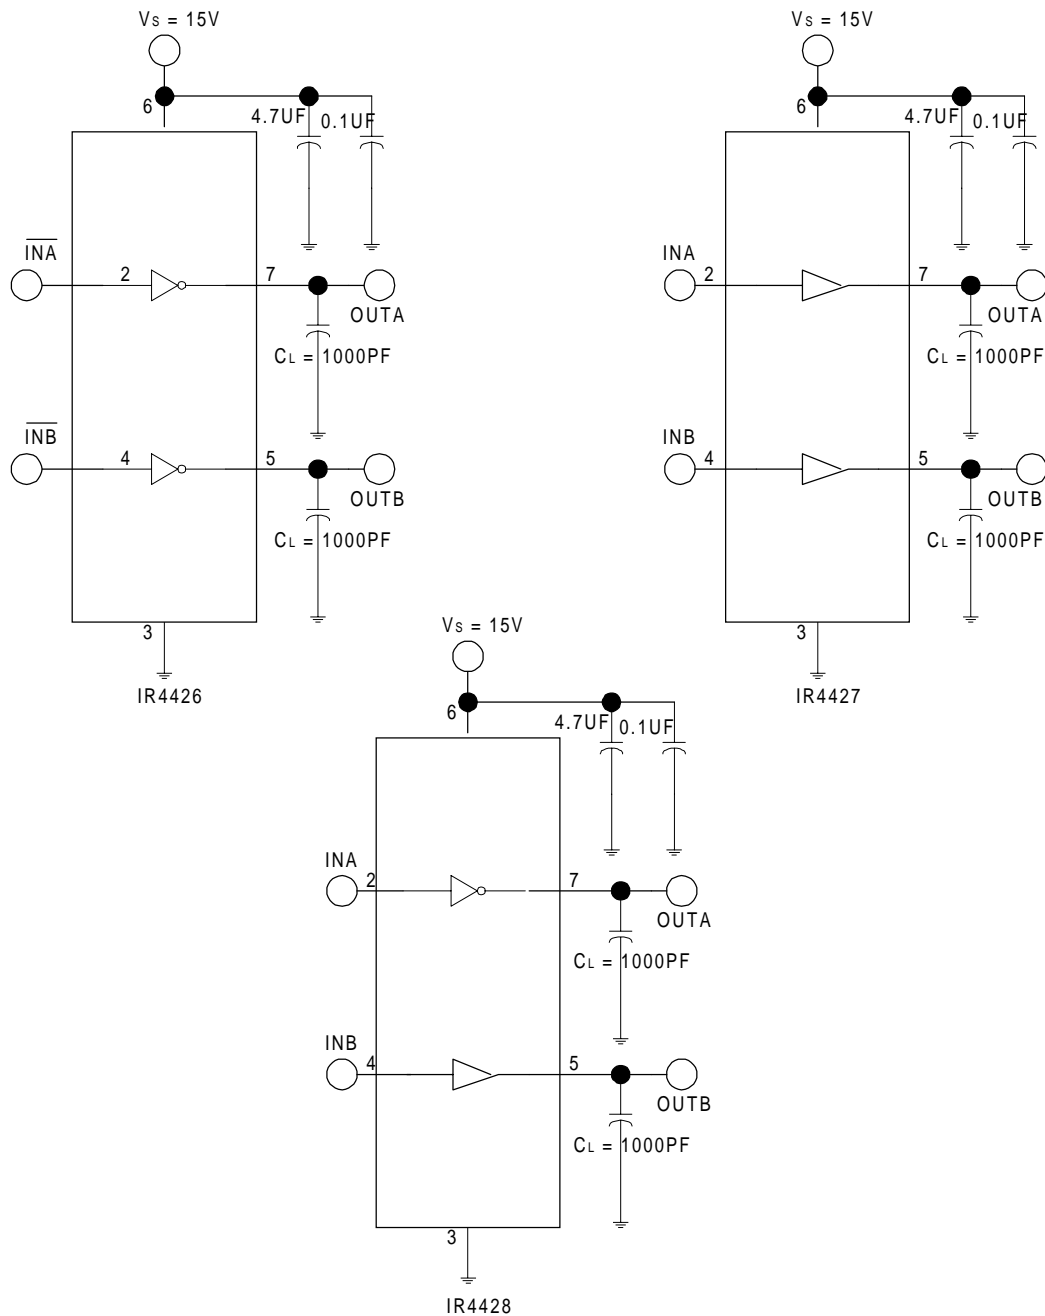 Vs = 15V
6
4.7UF
0.1UF
INA
2
7
OUTA
CL = 1000PF
INB
4
5
OUTB
CL = 1000PF
3
IR4426
Vs = 15V
6
4.7UF
0.1UF
INA
2
7
OUTA
CL = 1000PF
INB
4
5
OUTB
CL = 1000PF
3
IR4427
Vs = 15V
6
4.7UF
0.1UF
INA
2
7
OUTA
CL = 1000PF
INB
4
5
OUTB
CL = 1000PF
3
IR4428